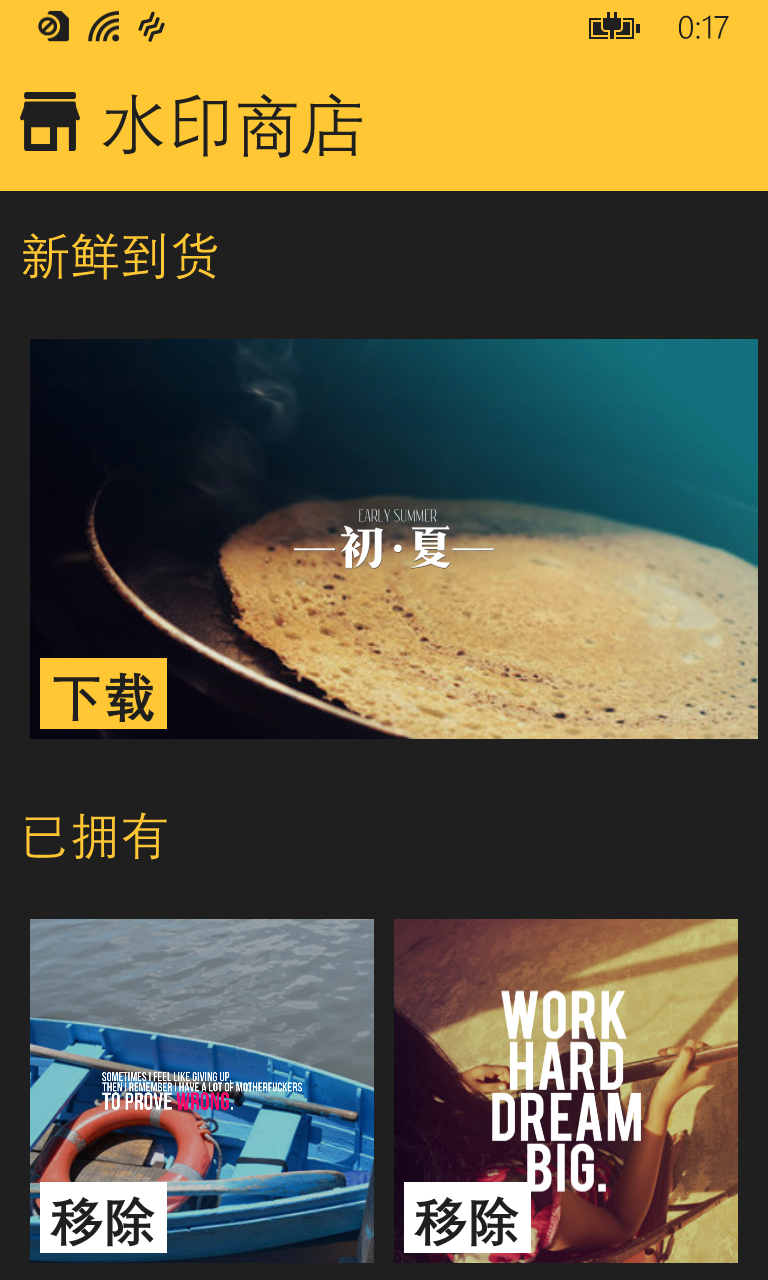 0:17
水印商店
新鲜到货
EARLY SUMMER
—初·夏—
下载
已拥有
SOMETIMES I FEEL LIKE GIVING UP,
THEN I REMEMBER I HAVE A LOT OF MOTHERFUCKERS
TO PROVE WRONG.
移除
WORK
HARD
DREAM
BIG.
移除